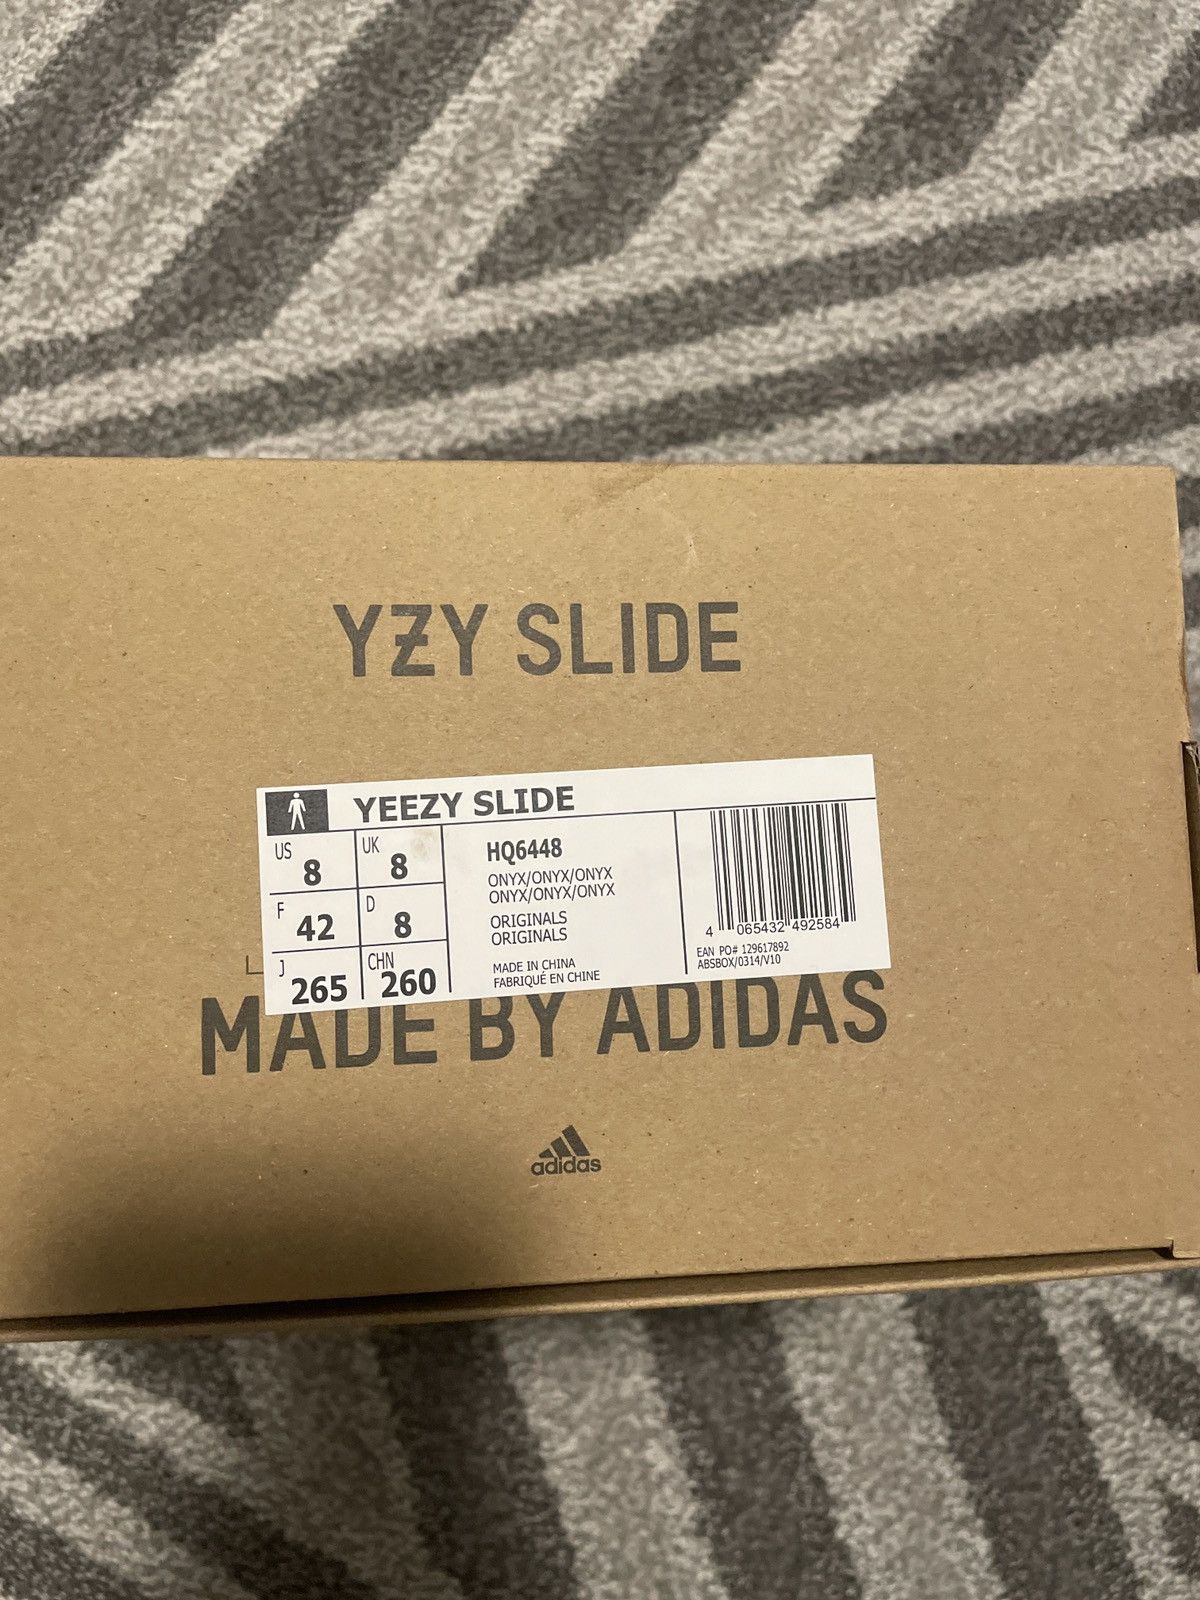 YZY SLIDE
YEEZY SLIDE
US 8 UK 8
F 42 D 8
J 265 CHN 260
HQ6448
ONYX/ONYX/ONYX
ONYX/ONYX/ONYX
ORIGINALS
ORIGINALS
MADE IN CHINA
FABRIQUÉ EN CHINE
4 065432 492584
EAN PO# 129617892
ABSBOX/0314/V10
MADE BY ADIDAS
adidas